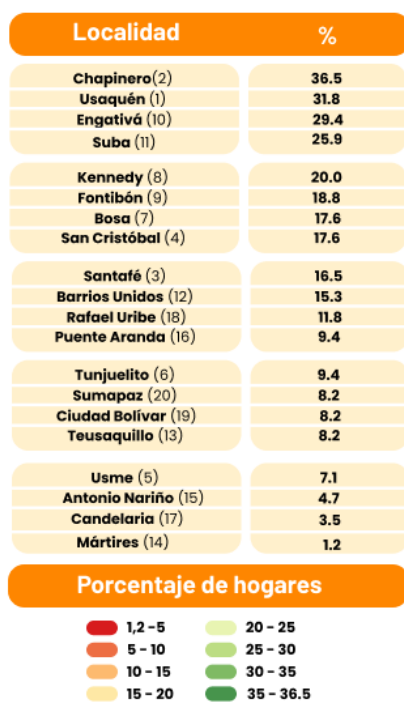 Localidad %
Chapinero(2) 36.5
Usaquén (1) 31.8
Engativá (10) 29.4
Suba (11) 25.9
Kennedy (8) 20.0
Fontibón (9) 18.8
Bosa (7) 17.6
San Cristóbal (4) 17.6
Santafé (3) 16.5
Barrios Unidos (12) 15.3
Rafael Uribe (18) 11.8
Puente Aranda (16) 9.4
Tunjuelito (6) 9.4
Sumapaz (20) 8.2
Ciudad Bolívar (19) 8.2
Teusaquillo (13) 8.2
Usme (5) 7.1
Antonio Nariño (15) 4.7
Candelaria (17) 3.5
Mártires (14) 1.2
Porcentaje de hogares
1,2 -5 20 - 25
5 - 10 25 - 30
10 - 15 30 - 35
15 - 20 35 - 36.5